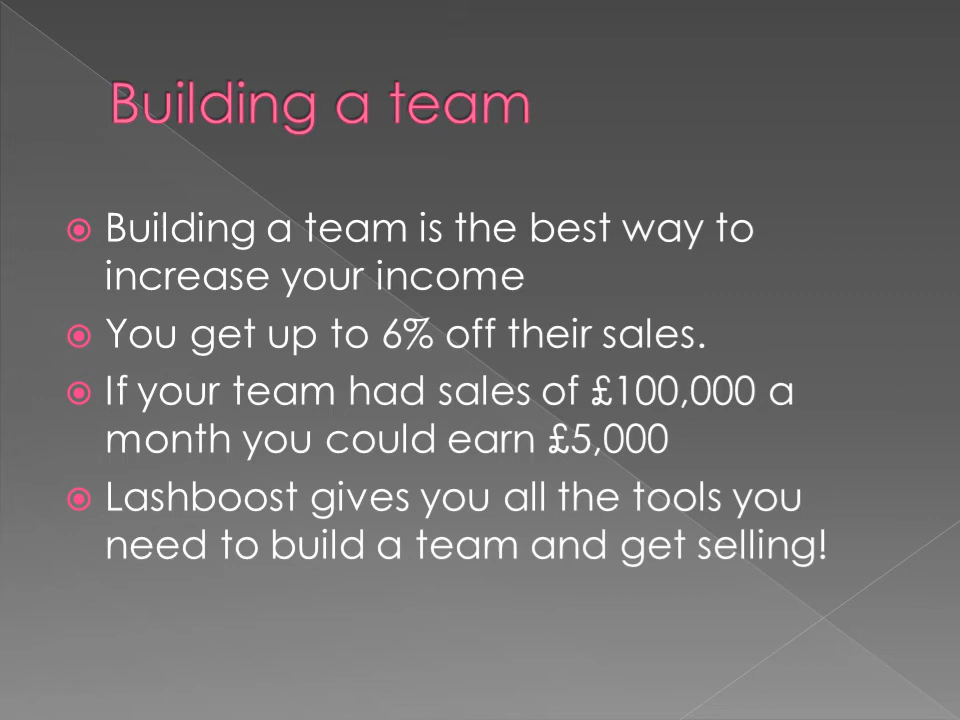 Building a team
Building a team is the best way to
increase your income
You get up to 6% off their sales.
If your team had sales of £100,000 a
month you could earn £5,000
Lashboost gives you all the tools you
need to build a team and get selling!